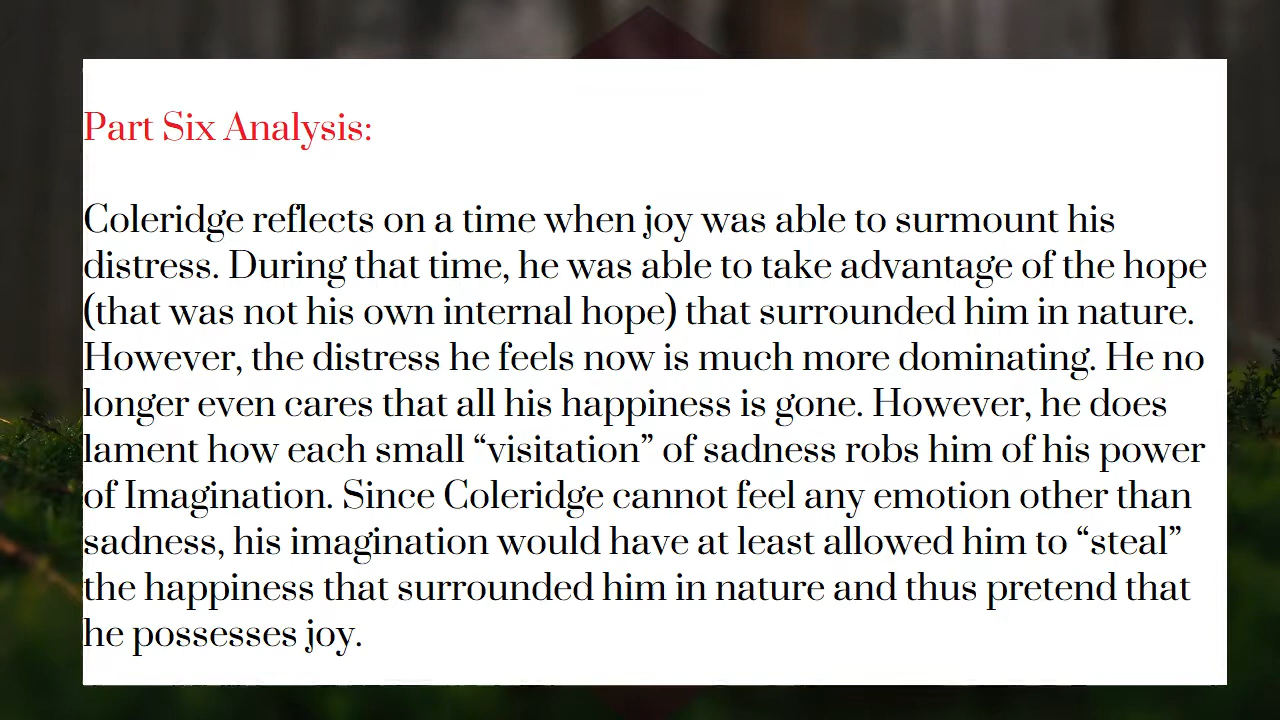 Part Six Analysis:
Coleridge reflects on a time when joy was able to surmount his
distress. During that time, he was able to take advantage of the hope
(that was not his own internal hope) that surrounded him in nature.
However, the distress he feels now is much more dominating. He no
longer even cares that all his happiness is gone. However, he does
lament how each small “visitation” of sadness robs him of his power
of Imagination. Since Coleridge cannot feel any emotion other than
sadness, his imagination would have at least allowed him to “steal”
the happiness that surrounded him in nature and thus pretend that
he possesses joy.